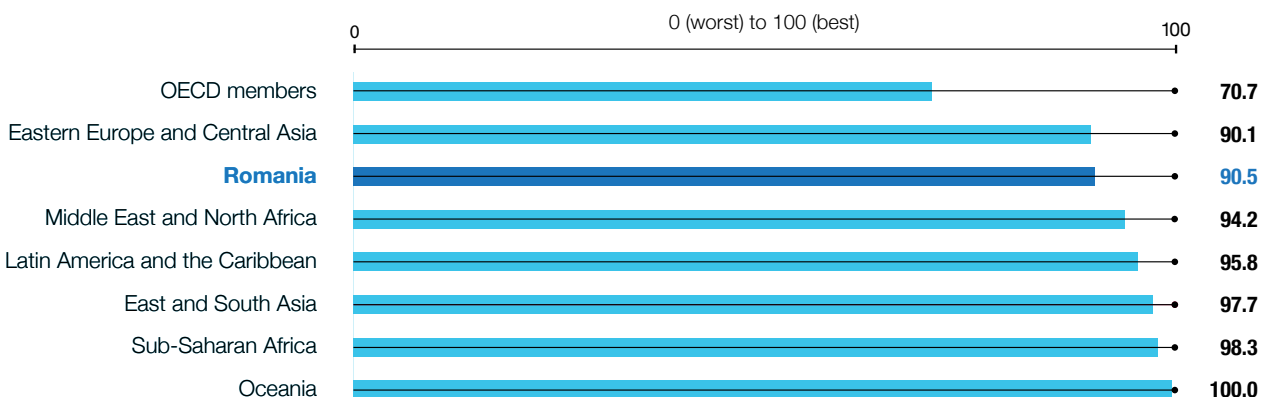 0 (worst) to 100 (best)
0 100
OECD members 70.7
Eastern Europe and Central Asia 90.1
Romania 90.5
Middle East and North Africa 94.2
Latin America and the Caribbean 95.8
East and South Asia 97.7
Sub-Saharan Africa 98.3
Oceania 100.0